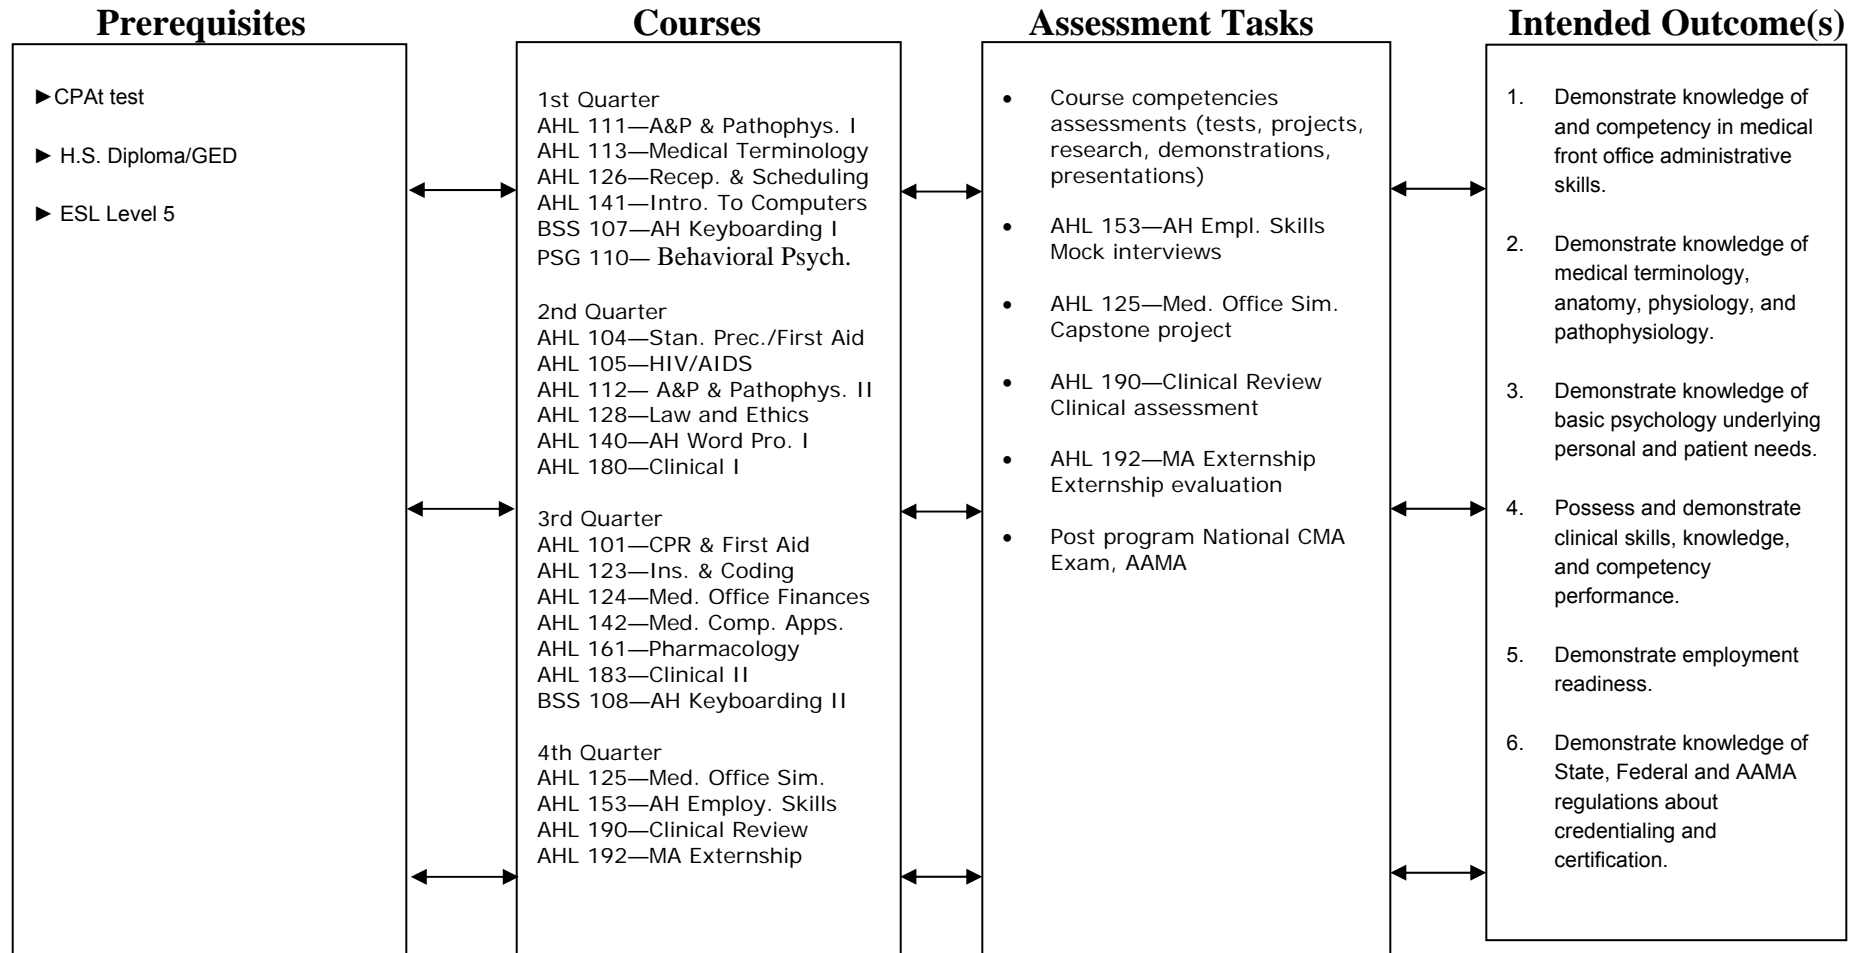 Prerequisites
►CPAt test
► H.S. Diploma/GED
► ESL Level 5
Courses
1st Quarter
AHL 111—A&P & Pathophys. I
AHL 113—Medical Terminology
AHL 126—Recep. & Scheduling
AHL 141—Intro. To Computers
BSS 107—AH Keyboarding I
PSG 110— Behavioral Psych.
2nd Quarter
AHL 104—Stan. Prec./First Aid
AHL 105—HIV/AIDS
AHL 112— A&P & Pathophys. II
AHL 128—Law and Ethics
AHL 140—AH Word Pro. I
AHL 180—Clinical I
3rd Quarter
AHL 101—CPR & First Aid
AHL 123—Ins. & Coding
AHL 124—Med. Office Finances
AHL 142—Med. Comp. Apps.
AHL 161—Pharmacology
AHL 183—Clinical II
BSS 108—AH Keyboarding II
4th Quarter
AHL 125—Med. Office Sim.
AHL 153—AH Employ. Skills
AHL 190—Clinical Review
AHL 192—MA Externship
Assessment Tasks
• Course competencies
assessments (tests, projects,
research, demonstrations,
presentations)
• AHL 153—AH Empl. Skills
Mock interviews
• AHL 125—Med. Office Sim.
Capstone project
• AHL 190—Clinical Review
Clinical assessment
• AHL 192—MA Externship
Externship evaluation
• Post program National CMA
Exam, AAMA
Intended Outcome(s)
1. Demonstrate knowledge of
and competency in medical
front office administrative
skills.
2. Demonstrate knowledge of
medical terminology,
anatomy, physiology, and
pathophysiology.
3. Demonstrate knowledge of
basic psychology underlying
personal and patient needs.
4. Possess and demonstrate
clinical skills, knowledge,
and competency
performance.
5. Demonstrate employment
readiness.
6. Demonstrate knowledge of
State, Federal and AAMA
regulations about
credentialing and
certification.